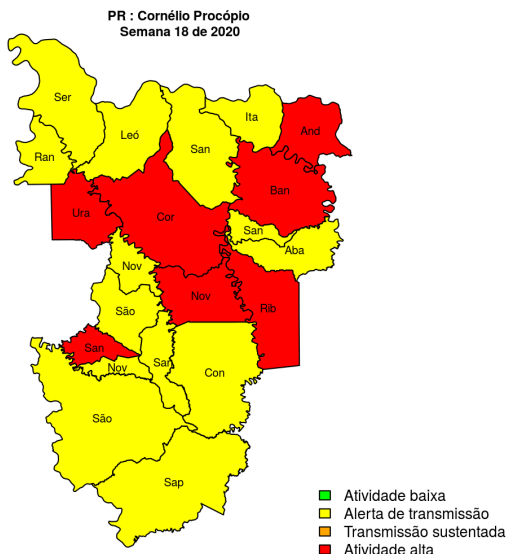 PR : Cornélio Procópio
Semana 18 de 2020
Ser
Ita
And
Leó
San
Ran
Ban
Ura
Cor
San
Aba
Nov
Nov
Rib
São
San
San
Nov
Con
São
Sap
Atividade baixa
Alerta de transmissão
Transmissão sustentada
Atividade alta